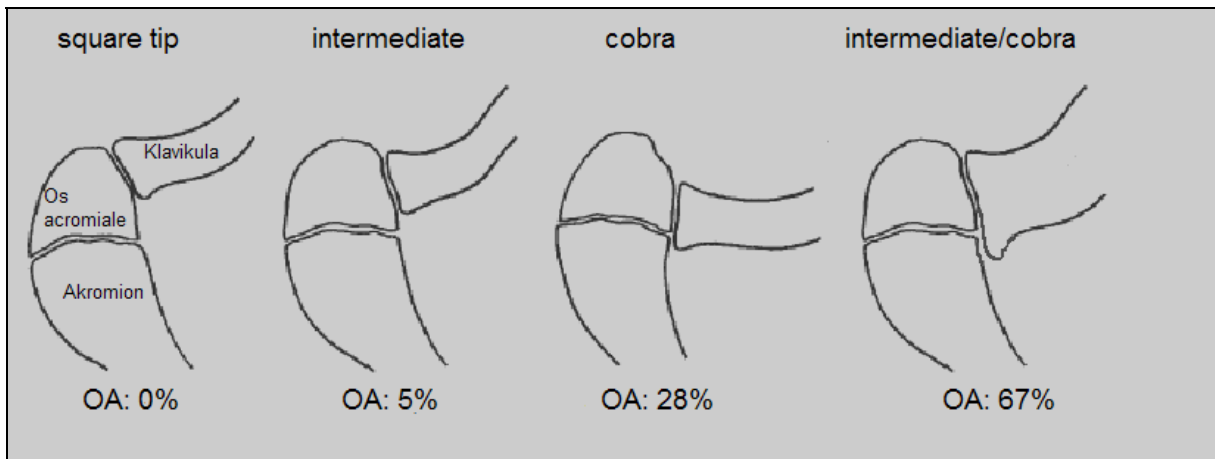 square tip
intermediate
cobra
intermediate/cobra
Klavikula
Os
acromiale
Akromion
OA: 0%
OA: 5%
OA: 28%
OA: 67%